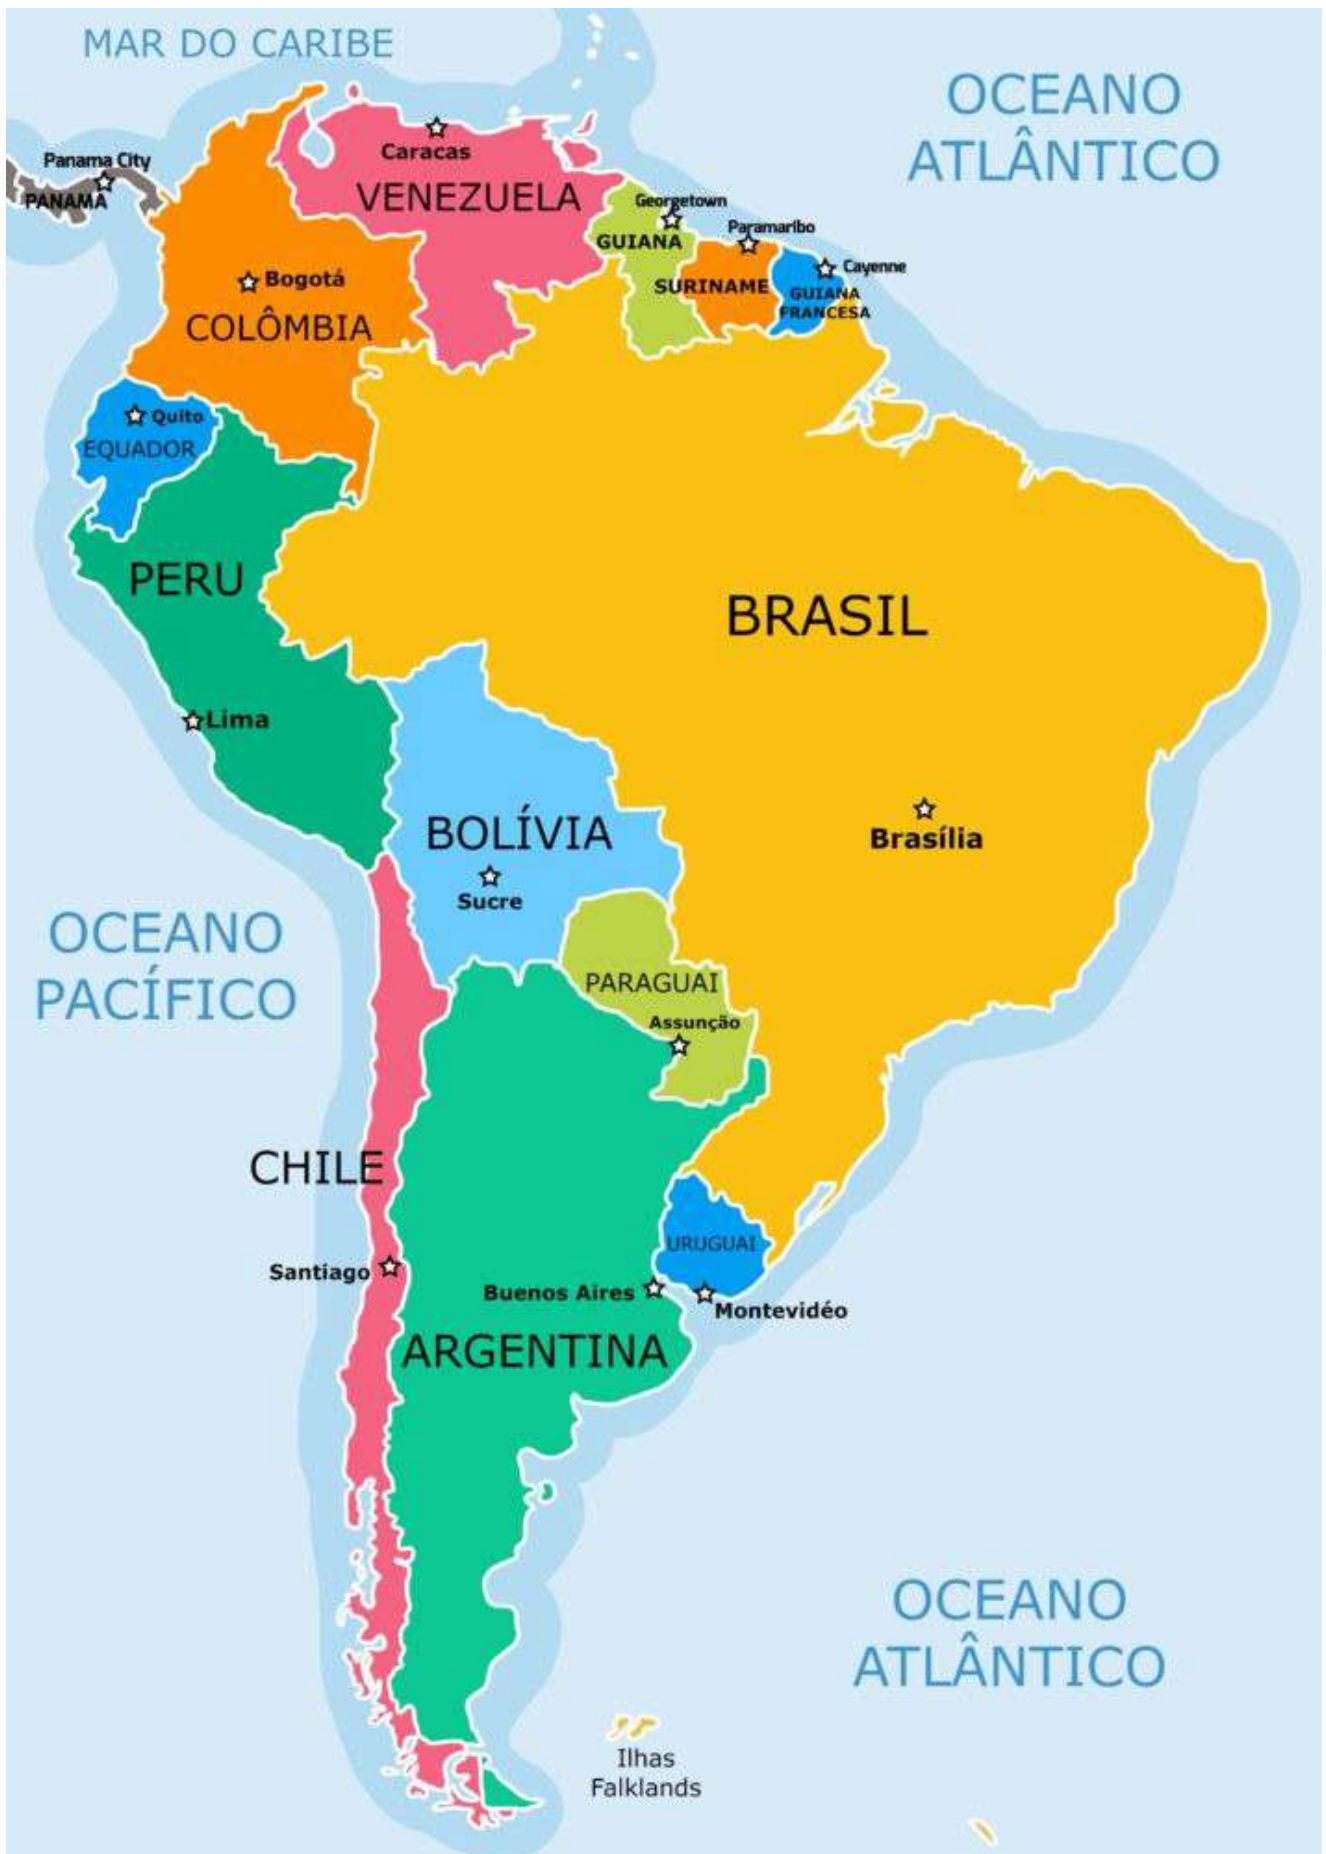 MAR DO CARIBE
OCEANO
ATLÂNTICO
Panama City
PANAMÁ
Caracas
VENEZUELA
Georgetown
GUIANA
Paramaribo
SURINAME
Cayenne
GUIANA
FRANCESA
Bogotá
COLÔMBIA
Quito
EQUADOR
PERU
BRASIL
Lima
Brasília
BOLÍVIA
Sucre
OCEANO
PACÍFICO
PARAGUAI
Assunção
CHILE
URUGUAI
Santiago
Buenos Aires
Montevidéo
ARGENTINA
OCEANO
ATLÂNTICO
Ilhas
Falklands